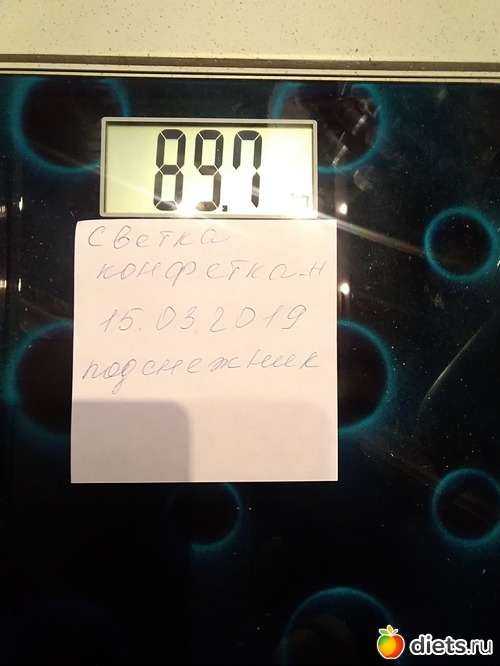 89.7
светка
конфетка-н
15.03.2019
подснежник
diets.ru